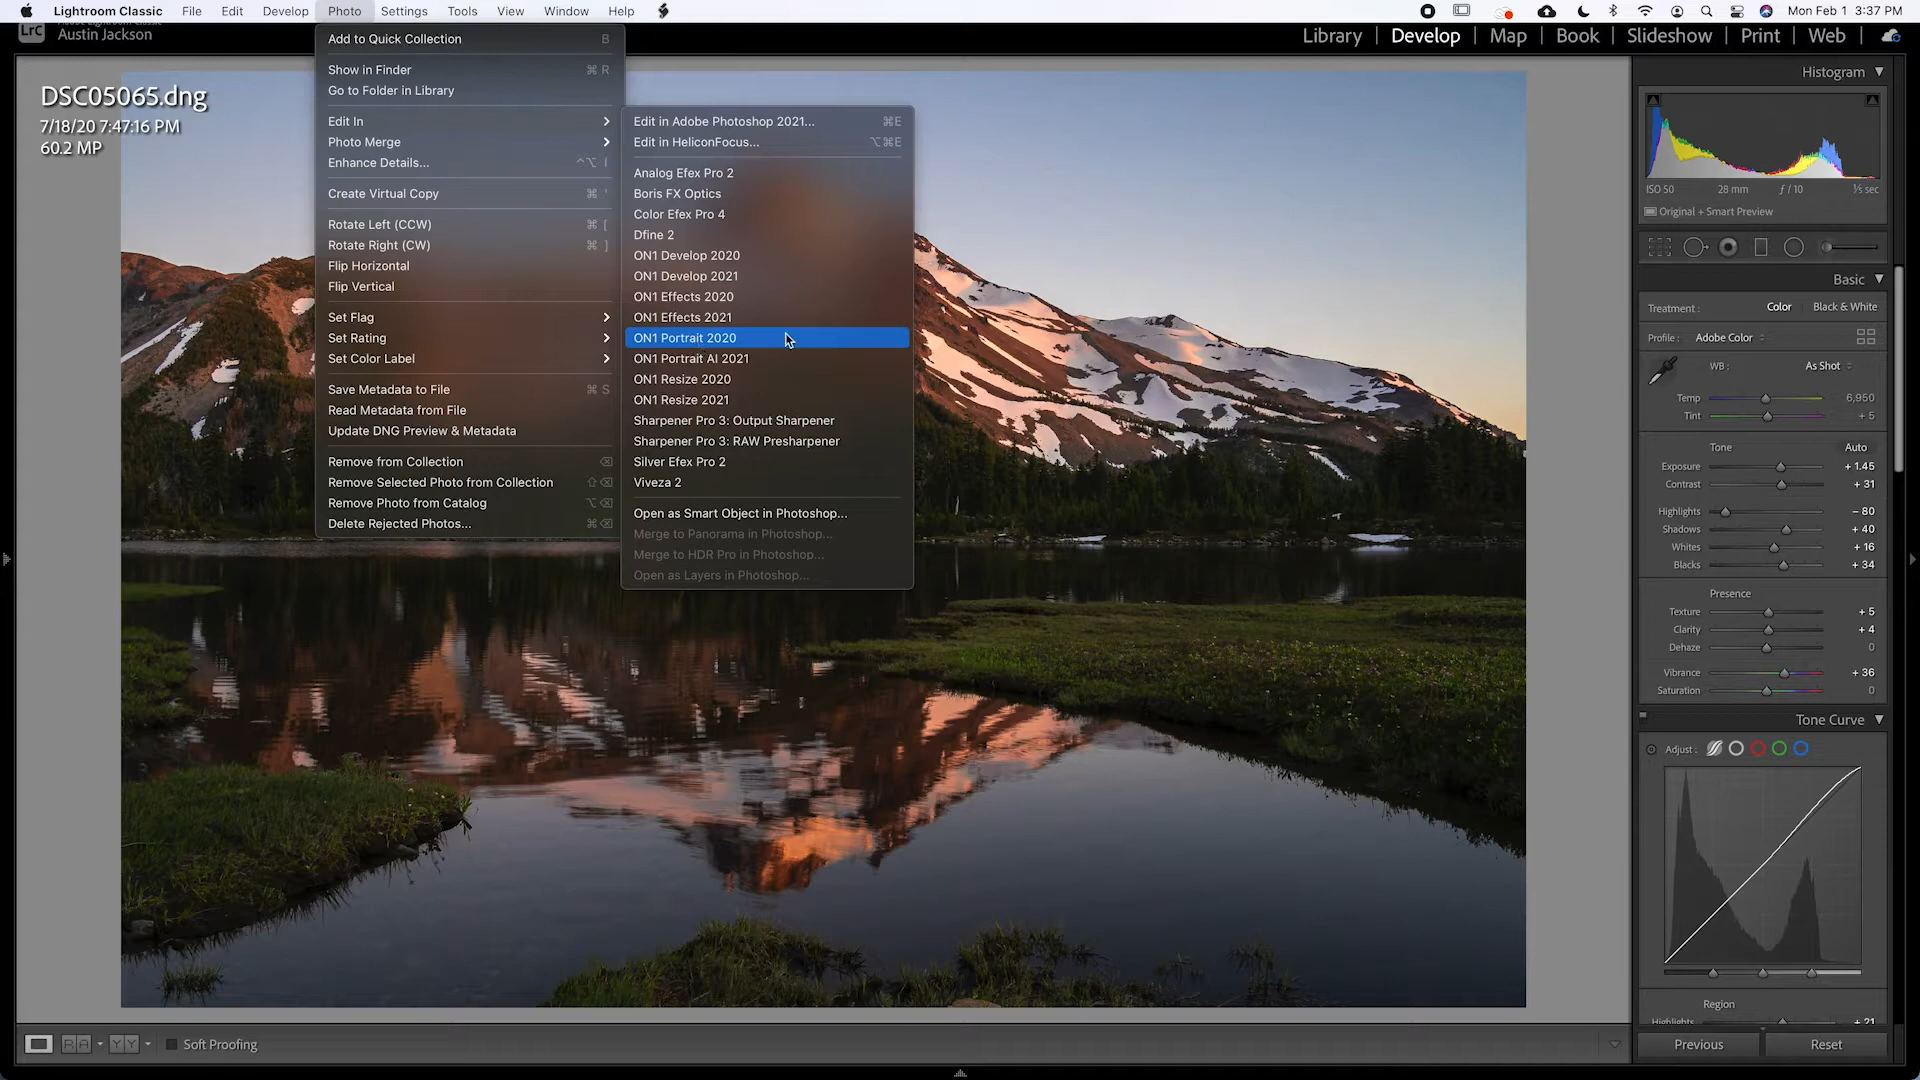 Lightroom Classic File Edit Develop Photo Settings Tools View Window Help Mon Feb 1 3:37 PM
LrC Adobe Lightroom Classic
Austin Jackson
Library | Develop | Map | Book | Slideshow | Print | Web
DSC05065.dng
7/18/20 7:47:16 PM
60.2 MP
Add to Quick Collection B
Show in Finder ⌘ R
Go to Folder in Library
Edit In
Photo Merge
Enhance Details... ^⌥ I
Create Virtual Copy ⌘ '
Rotate Left (CCW) ⌘ [
Rotate Right (CW) ⌘ ]
Flip Horizontal
Flip Vertical
Set Flag
Set Rating
Set Color Label
Save Metadata to File ⌘ S
Read Metadata from File
Update DNG Preview & Metadata
Remove from Collection ⌫
Remove Selected Photo from Collection ⇧⌫
Remove Photo from Catalog ⌥⌫
Delete Rejected Photos... ⌘⌫
Edit in Adobe Photoshop 2021... ⌘E
Edit in HeliconFocus... ⌥⌘E
Analog Efex Pro 2
Boris FX Optics
Color Efex Pro 4
Dfine 2
ON1 Develop 2020
ON1 Develop 2021
ON1 Effects 2020
ON1 Effects 2021
ON1 Portrait 2020
ON1 Portrait AI 2021
ON1 Resize 2020
ON1 Resize 2021
Sharpener Pro 3: Output Sharpener
Sharpener Pro 3: RAW Presharpener
Silver Efex Pro 2
Viveza 2
Open as Smart Object in Photoshop...
Merge to Panorama in Photoshop...
Merge to HDR Pro in Photoshop...
Open as Layers in Photoshop...
Histogram
ISO 50 28 mm ƒ / 10 ⅕ sec
Original + Smart Preview
Basic
Treatment : Color Black & White
Profile : Adobe Color
WB : As Shot
Temp 6,950
Tint + 5
Tone Auto
Exposure + 1.45
Contrast + 31
Highlights – 80
Shadows + 40
Whites + 16
Blacks + 34
Presence
Texture + 5
Clarity + 4
Dehaze 0
Vibrance + 36
Saturation 0
Tone Curve
Adjust :
Region
Highlights + 21
Previous Reset
R A Y Y Soft Proofing